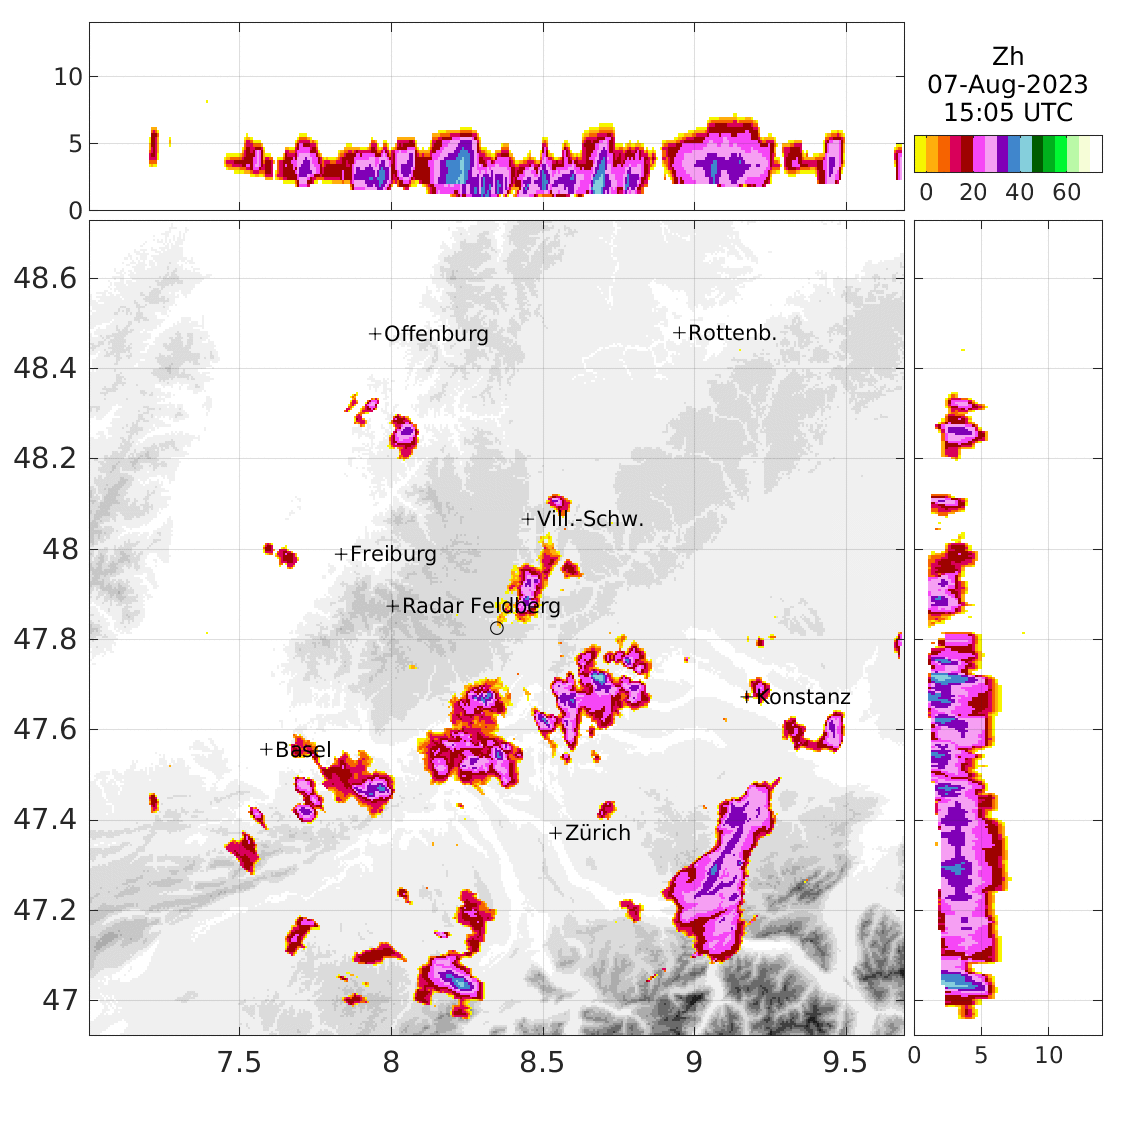 10
5
0
Zh
07-Aug-2023
15:05 UTC
0 20 40 60
48.6
48.4
48.2
48
47.8
47.6
47.4
47.2
47
+Offenburg
+Rottenb.
+Vill.-Schw.
+Freiburg
+Radar Feldberg
+Konstanz
+Basel
+Zürich
7.5 8 8.5 9 9.5
0 5 10